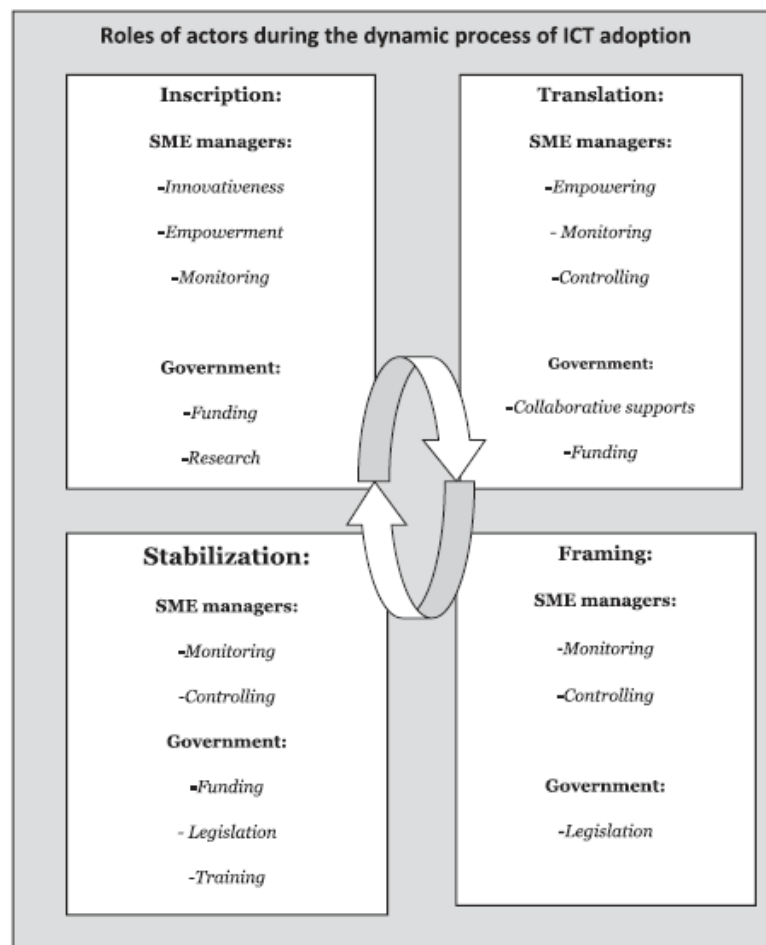 Roles of actors during the dynamic process of ICT adoption
Inscription:
SME managers:
-Innovativeness
-Empowerment
-Monitoring
Government:
-Funding
-Research
Translation:
SME managers:
-Empowering
- Monitoring
-Controlling
Government:
-Collaborative supports
-Funding
Stabilization:
SME managers:
-Monitoring
-Controlling
Government:
-Funding
- Legislation
-Training
Framing:
SME managers:
-Monitoring
-Controlling
Government:
-Legislation